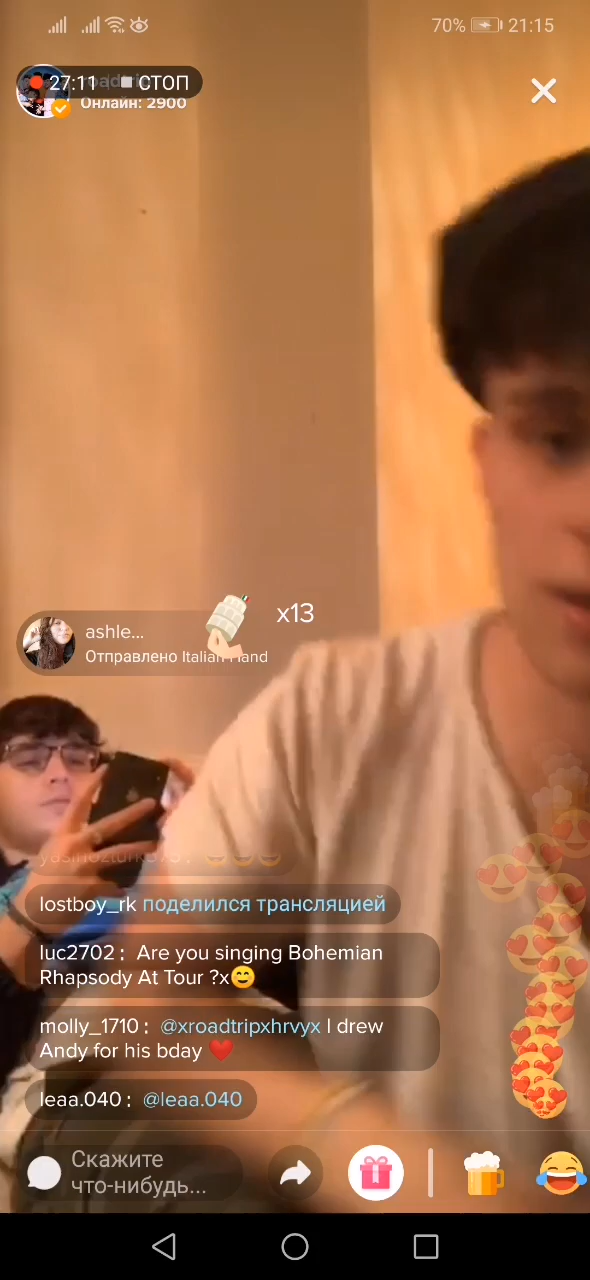 70% 21:15
27:11 СТОП
Онлайн: 2900
x13
ashle...
Отправлено Italian Hand
lostboy_rk поделился трансляцией
luc2702 : Are you singing Bohemian
Rhapsody At Tour ?x😊
molly_1710 : @xroadtripxhrvyx I drew
Andy for his bday ❤️
leaa.040 : @leaa.040
Скажите
что-нибудь...